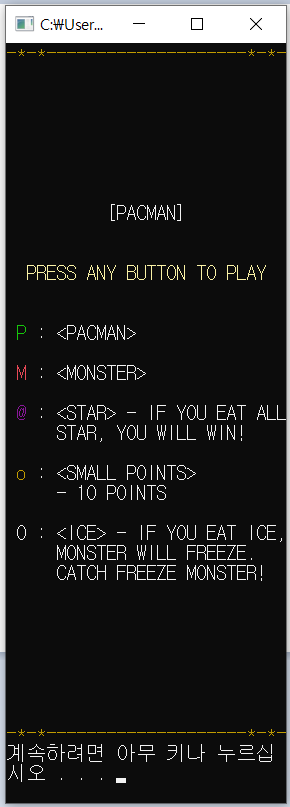 C:₩User...
-*-*--------------------*-*-
[PACMAN]
PRESS ANY BUTTON TO PLAY
P : <PACMAN>
M : <MONSTER>
@ : <STAR> - IF YOU EAT ALL
STAR, YOU WILL WIN!
o : <SMALL POINTS>
- 10 POINTS
O : <ICE> - IF YOU EAT ICE,
MONSTER WILL FREEZE.
CATCH FREEZE MONSTER!
-*-*--------------------*-*-
계속하려면 아무 키나 누르십
시오 . . .